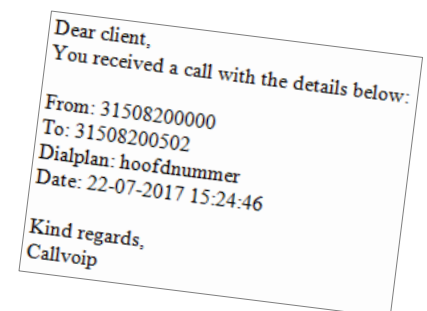 Dear client,
You received a call with the details below:
From: 31508200000
To: 31508200502
Dialplan: hoofdnummer
Date: 22-07-2017 15:24:46
Kind regards,
Callvoip